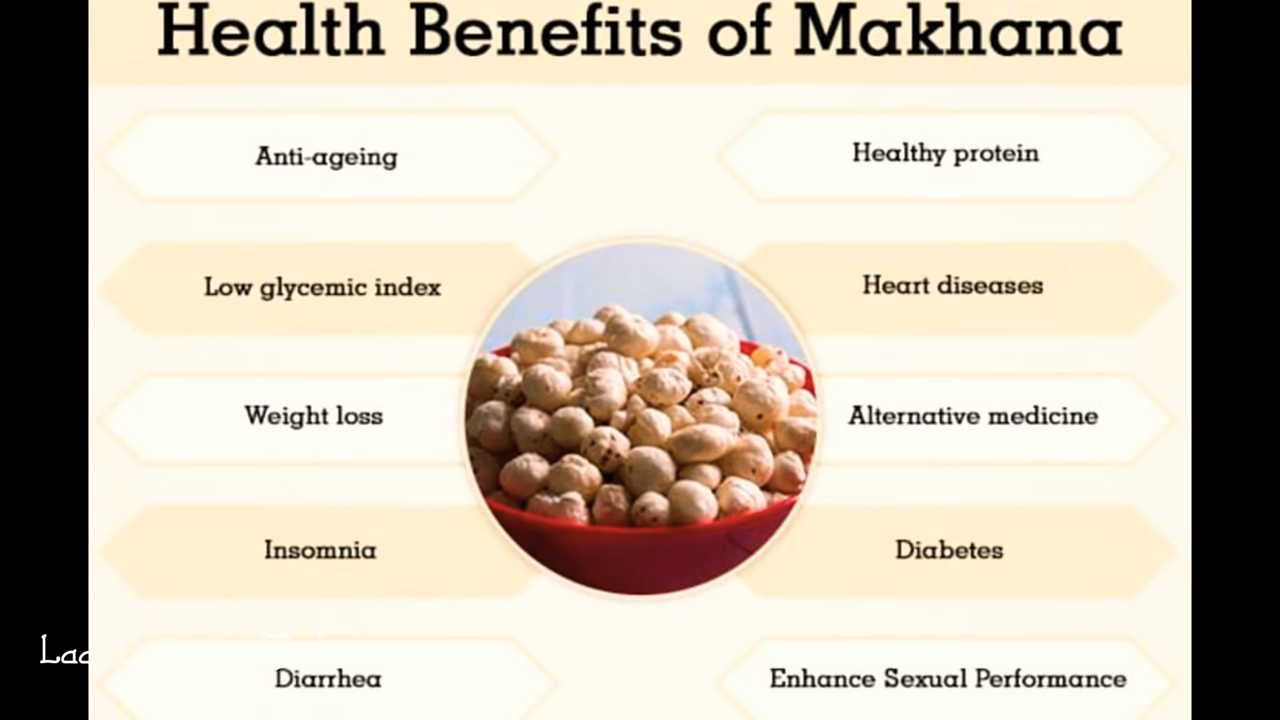 Health Benefits of Makhana
Anti-ageing
Healthy protein
Low glycemic index
Heart diseases
Weight loss
Alternative medicine
Insomnia
Diabetes
Diarrhea
Enhance Sexual Performance